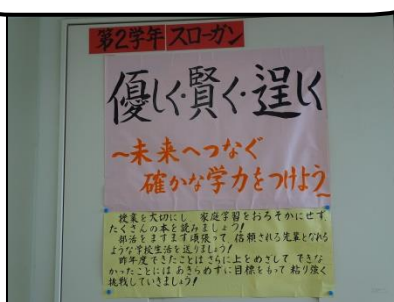 第2学年 スローガン
優しく・賢く・逞しく
~未来へつなぐ
確かな学力をつけよう~
授業を大切にし 家庭学習をおろそかにせず
たくさんの本を読みましょう!
部活をますます頑張って 信頼される先輩となれる
ような学校生活を送りましょう!
昨年度できたことはさらに上をめざして できな
かったことには あきらめずに目標をもって 粘り強く
挑戦していきましょう!